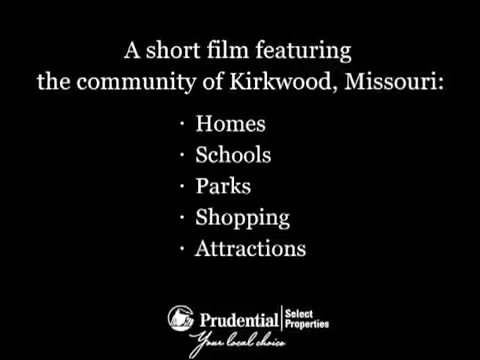 A short film featuring
the community of Kirkwood, Missouri:
· Homes
· Schools
· Parks
· Shopping
· Attractions
Prudential Select Properties
Your local choice